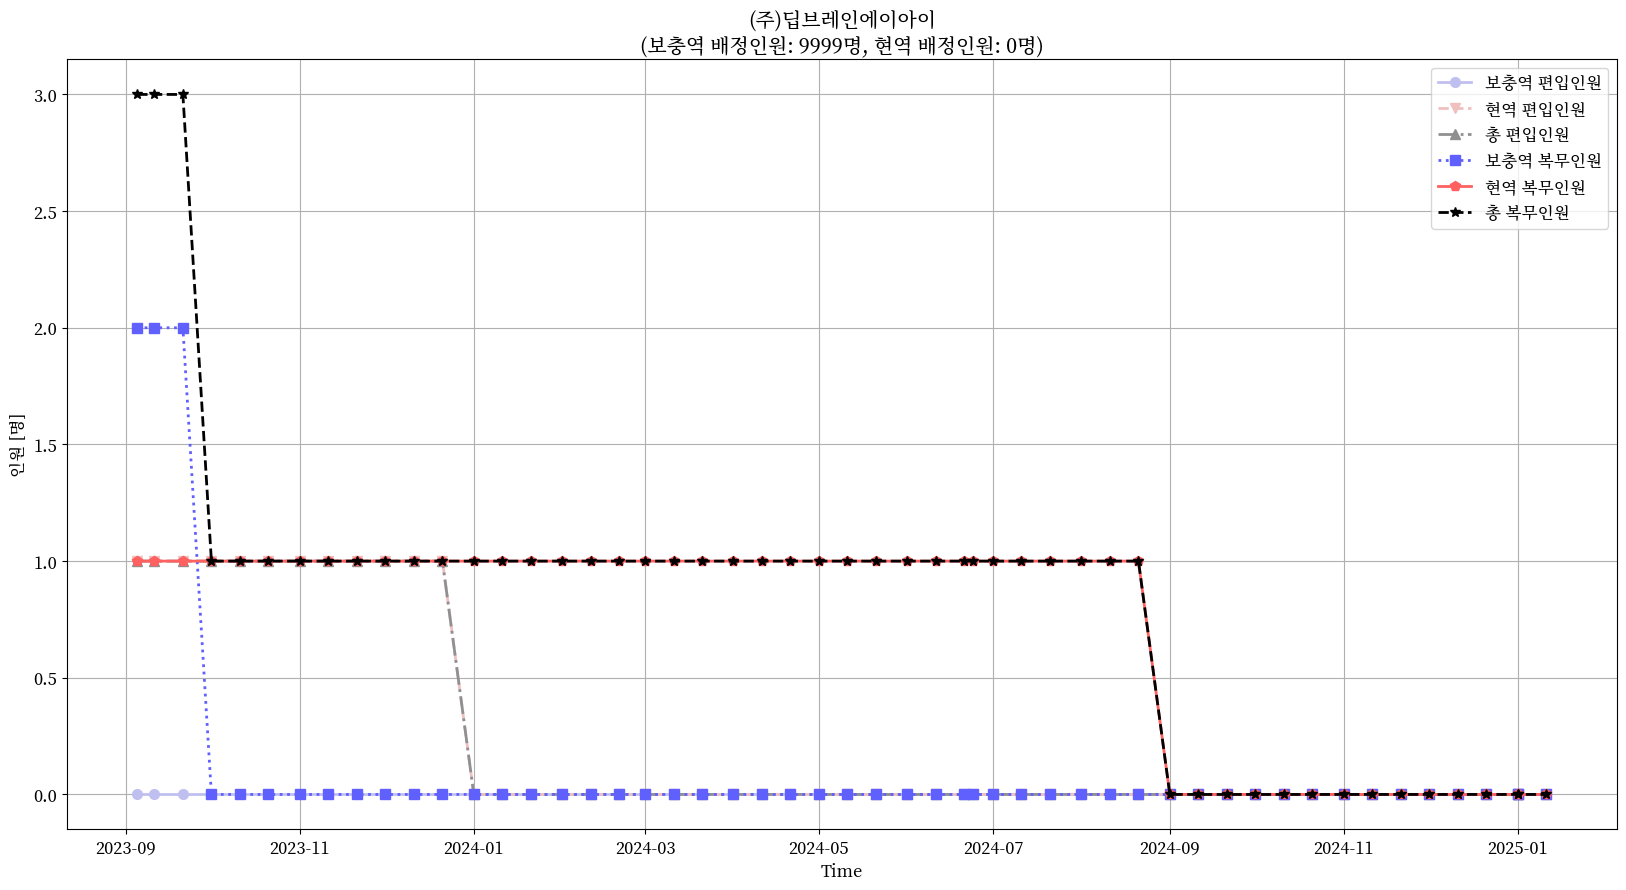 (주)딥브레인에이아이
(보충역 배정인원: 9999명, 현역 배정인원: 0명)
보충역 편입인원
현역 편입인원
총 편입인원
보충역 복무인원
현역 복무인원
총 복무인원
인원 [명]
3.0
2.5
2.0
1.5
1.0
0.5
0.0
2023-09
2023-11
2024-01
2024-03
2024-05
2024-07
2024-09
2024-11
2025-01
Time